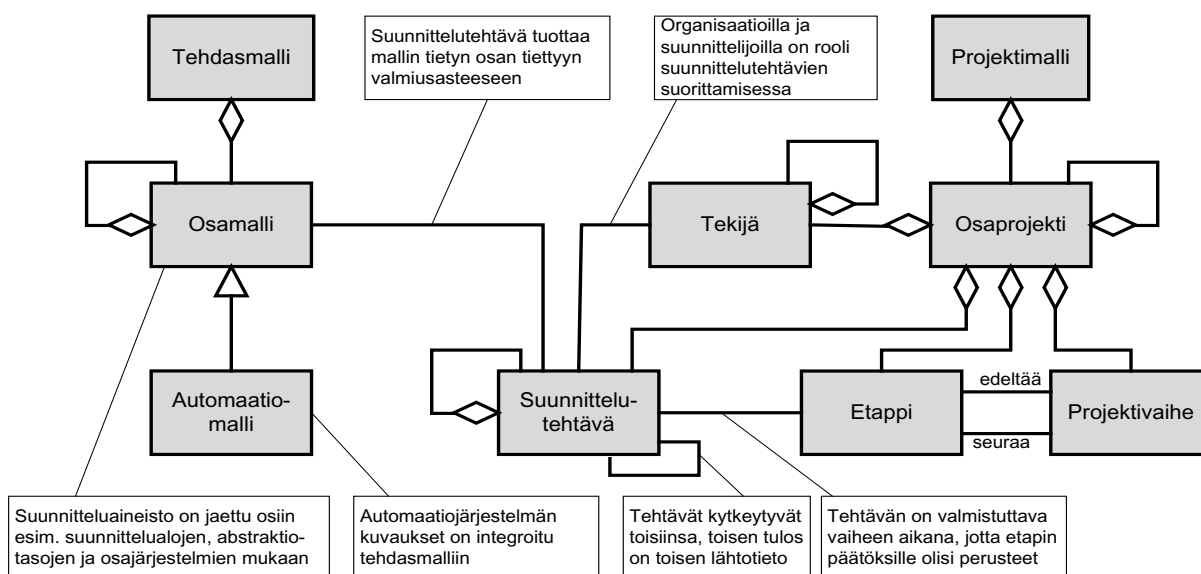 Suunnittelutehtävä tuottaa
mallin tietyn osan tiettyyn
valmiusasteeseen
Organisaatioilla ja
suunnittelijoilla on rooli
suunnittelutehtävien
suorittamisessa
Tehdasmalli
Projektimalli
Osamalli
Tekijä
Osaprojekti
Automaatio-
malli
Suunnittelu-
tehtävä
Etappi
edeltää
seuraa
Projektivaihe
Suunnitteluaineisto on jaettu osiin
esim. suunnittelualojen, abstraktio-
tasojen ja osajärjestelmien mukaan
Automaatiojärjestelmän
kuvaukset on integroitu
tehdasmalliin
Tehtävät kytkeytyvät
toisiinsa, toisen tulos
on toisen lähtotieto
Tehtävän on valmistuttava
vaiheen aikana, jotta etapin
päätöksille olisi perusteet